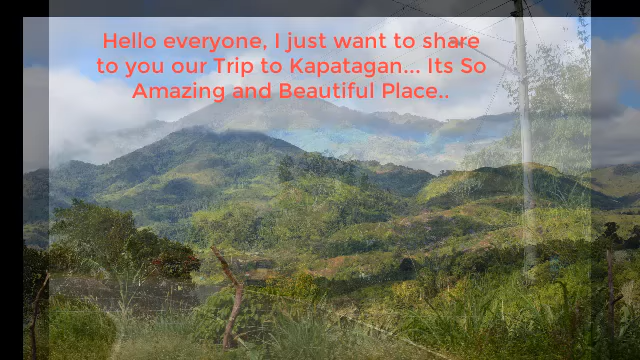 Hello everyone, I just want to share
to you our Trip to Kapatagan... Its So
Amazing and Beautiful Place..